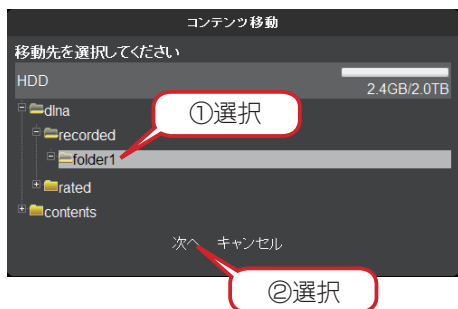 コンテンツ移動
移動先を選択してください
HDD
2.4GB/2.0TB
dlna
①選択
recorded
folder1
rated
contents
次へ キャンセル
②選択